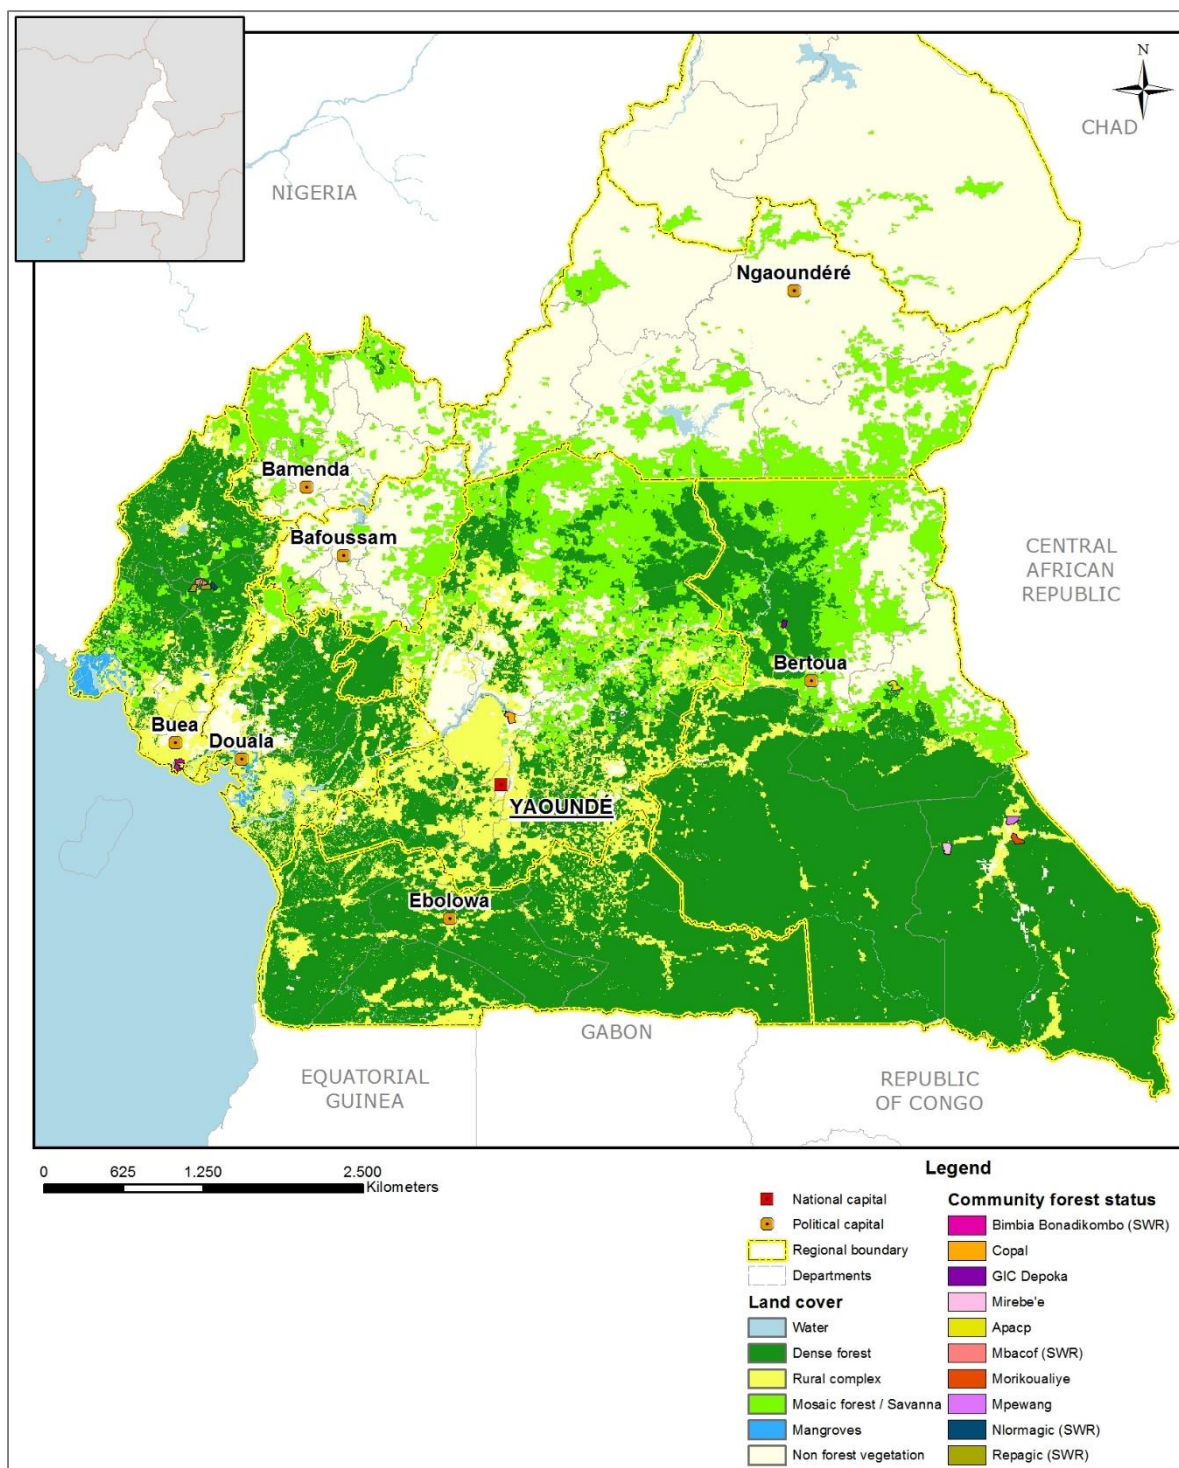 N
CHAD
NIGERIA
Ngaoundéré
Bamenda
Bafoussam
CENTRAL
AFRICAN
REPUBLIC
Bertoua
Buea
Douala
YAOUNDÉ
Ebolowa
GABON
EQUATORIAL
GUINEA
REPUBLIC
OF CONGO
0 625 1.250 2.500
Kilometers
Legend
National capital
Political capital
Regional boundary
Departments
Land cover
Water
Dense forest
Rural complex
Mosaic forest / Savanna
Mangroves
Non forest vegetation
Community forest status
Bimbia Bonadikombo (SWR)
Copal
GIC Depoka
Mirebe'e
Apacp
Mbacof (SWR)
Morikoualiye
Mpewang
Nlormagic (SWR)
Repagic (SWR)